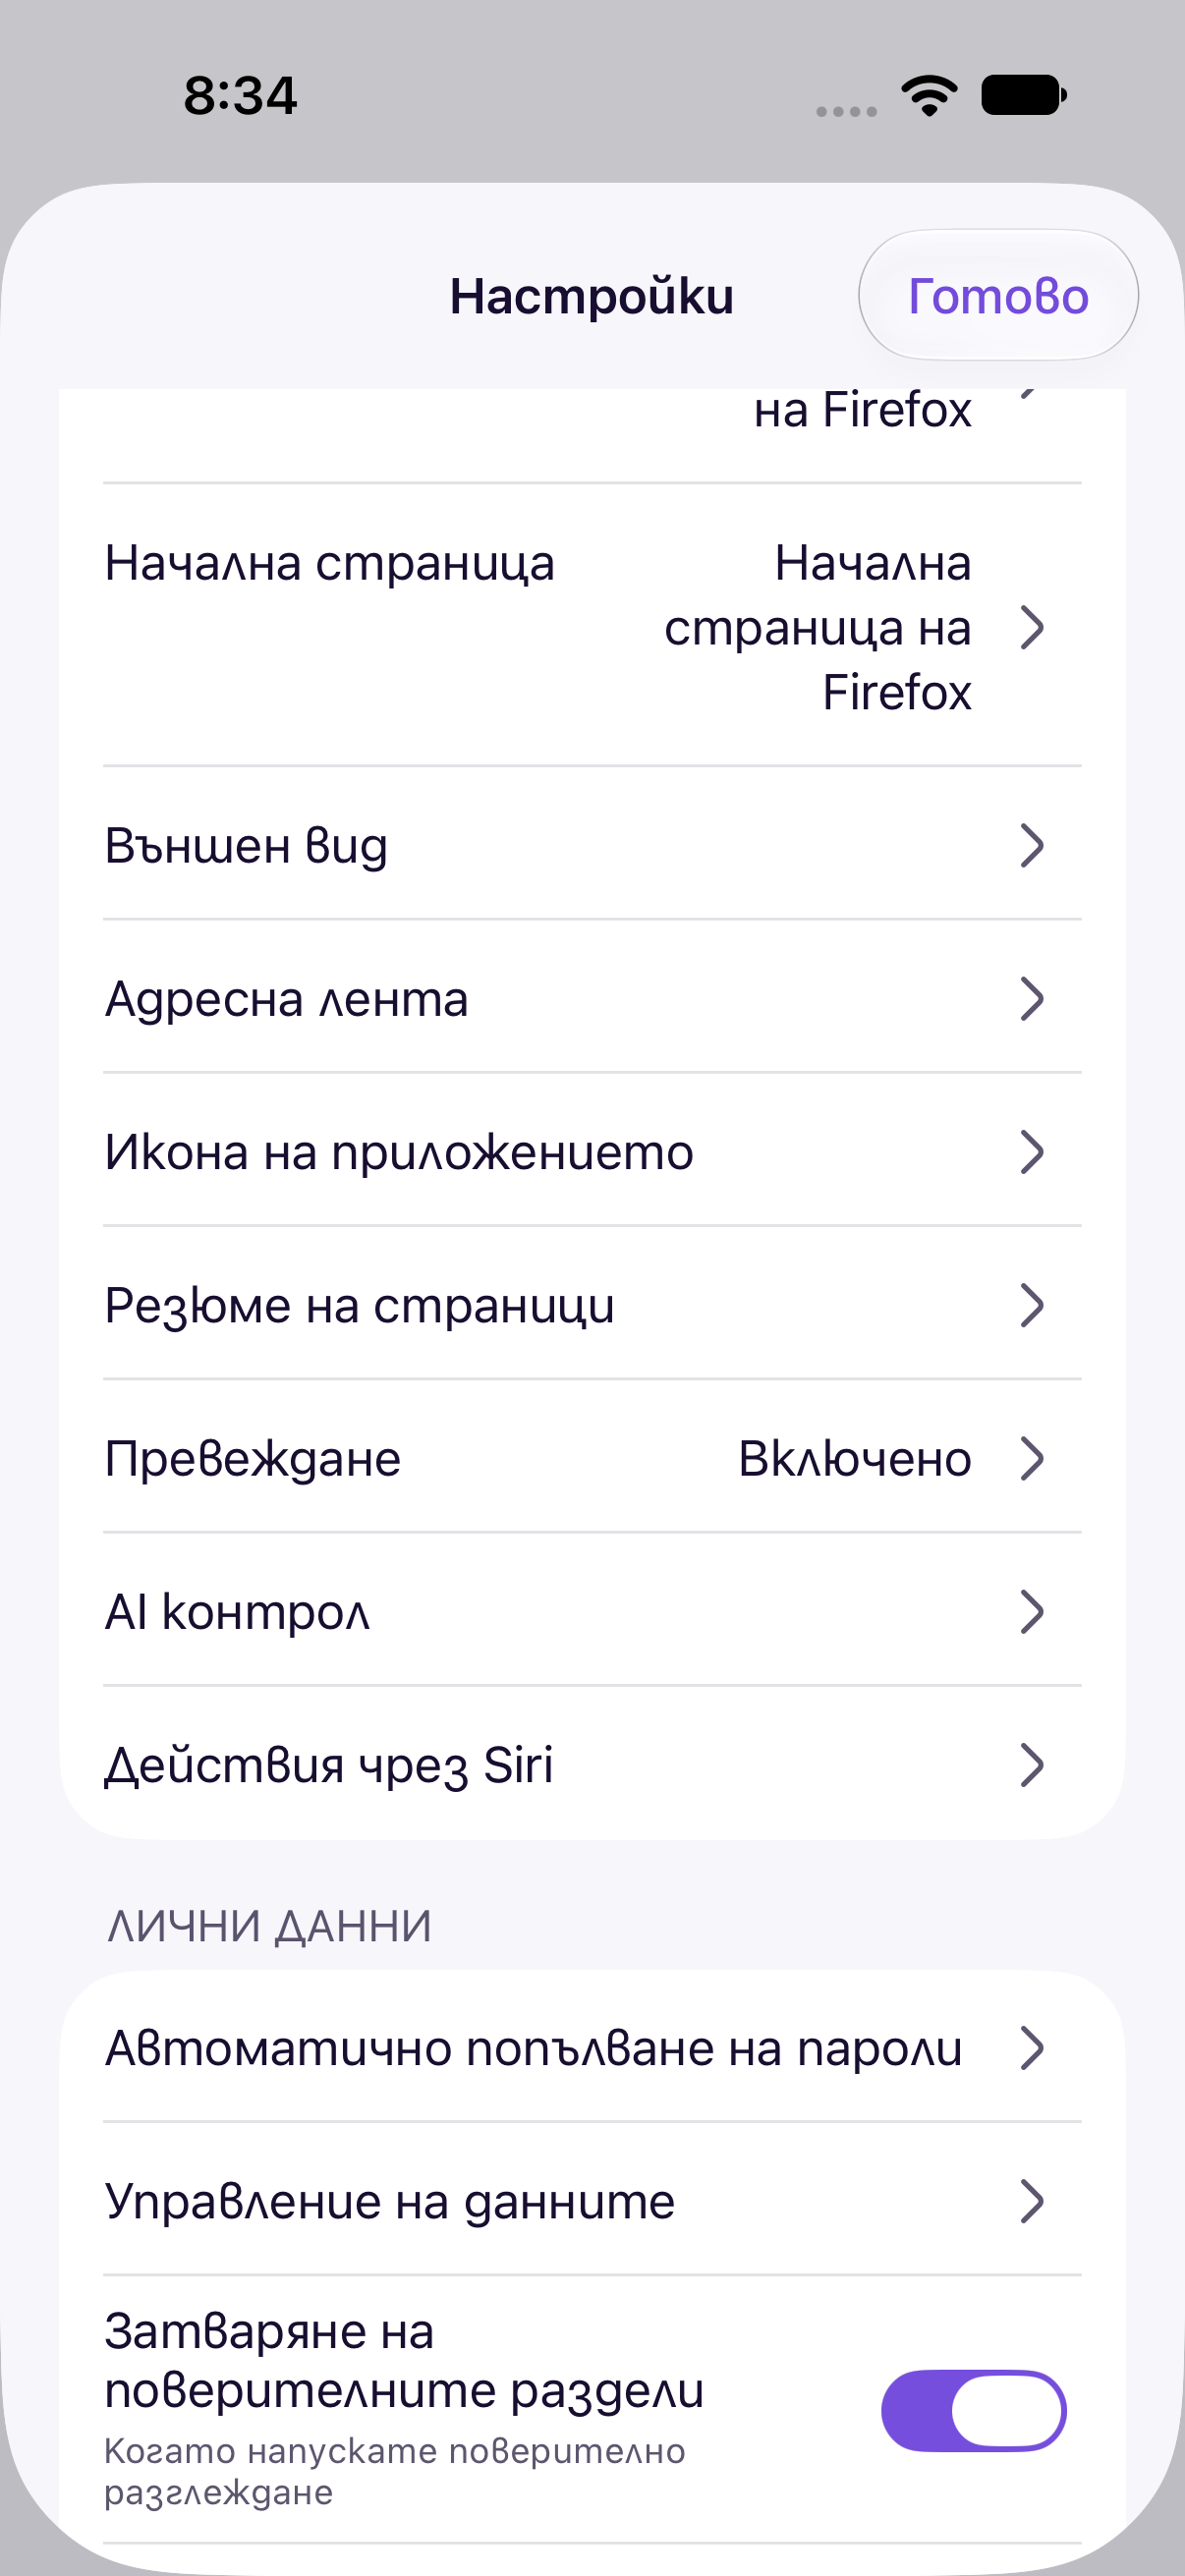 8:34
Настройки
Готово
на Firefox
Начална страница
Начална
страница на
Firefox
Външен вид
Адресна лента
Икона на приложението
Резюме на страници
Превеждане
Включено
AI контрол
Действия чрез Siri
ЛИЧНИ ДАННИ
Автоматично попълване на пароли
Управление на данните
Затваряне на
поверителните раздели
Когато напускате поверително
разглеждане